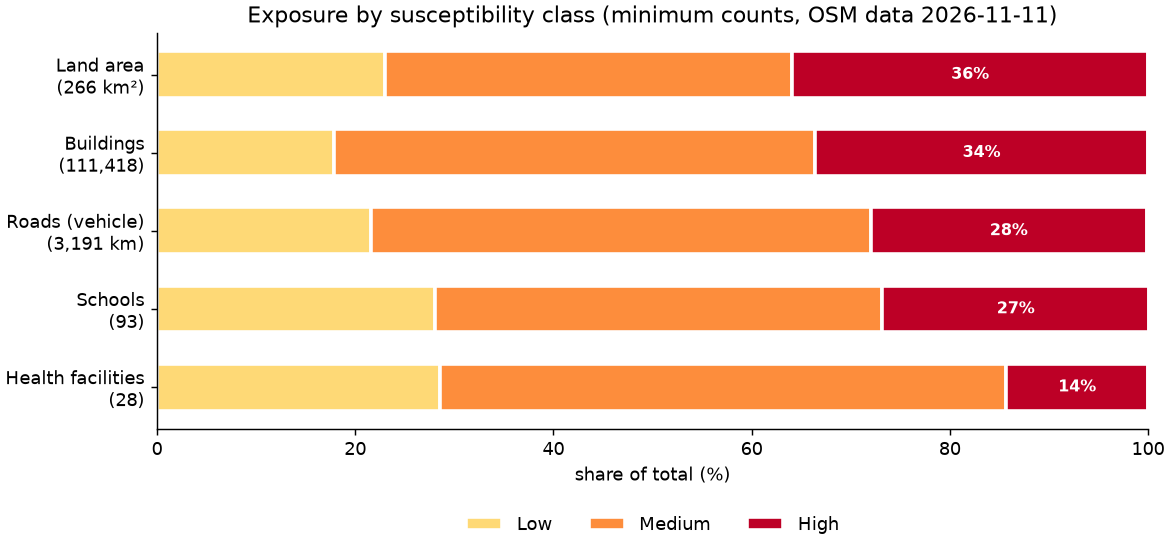 Exposure by susceptibility class (minimum counts, OSM data 2026-11-11)
Land area
(266 km²)
36%
Buildings
(111,418)
34%
Roads (vehicle)
(3,191 km)
28%
Schools
(93)
27%
Health facilities
(28)
14%
0 20 40 60 80 100
share of total (%)
Low Medium High